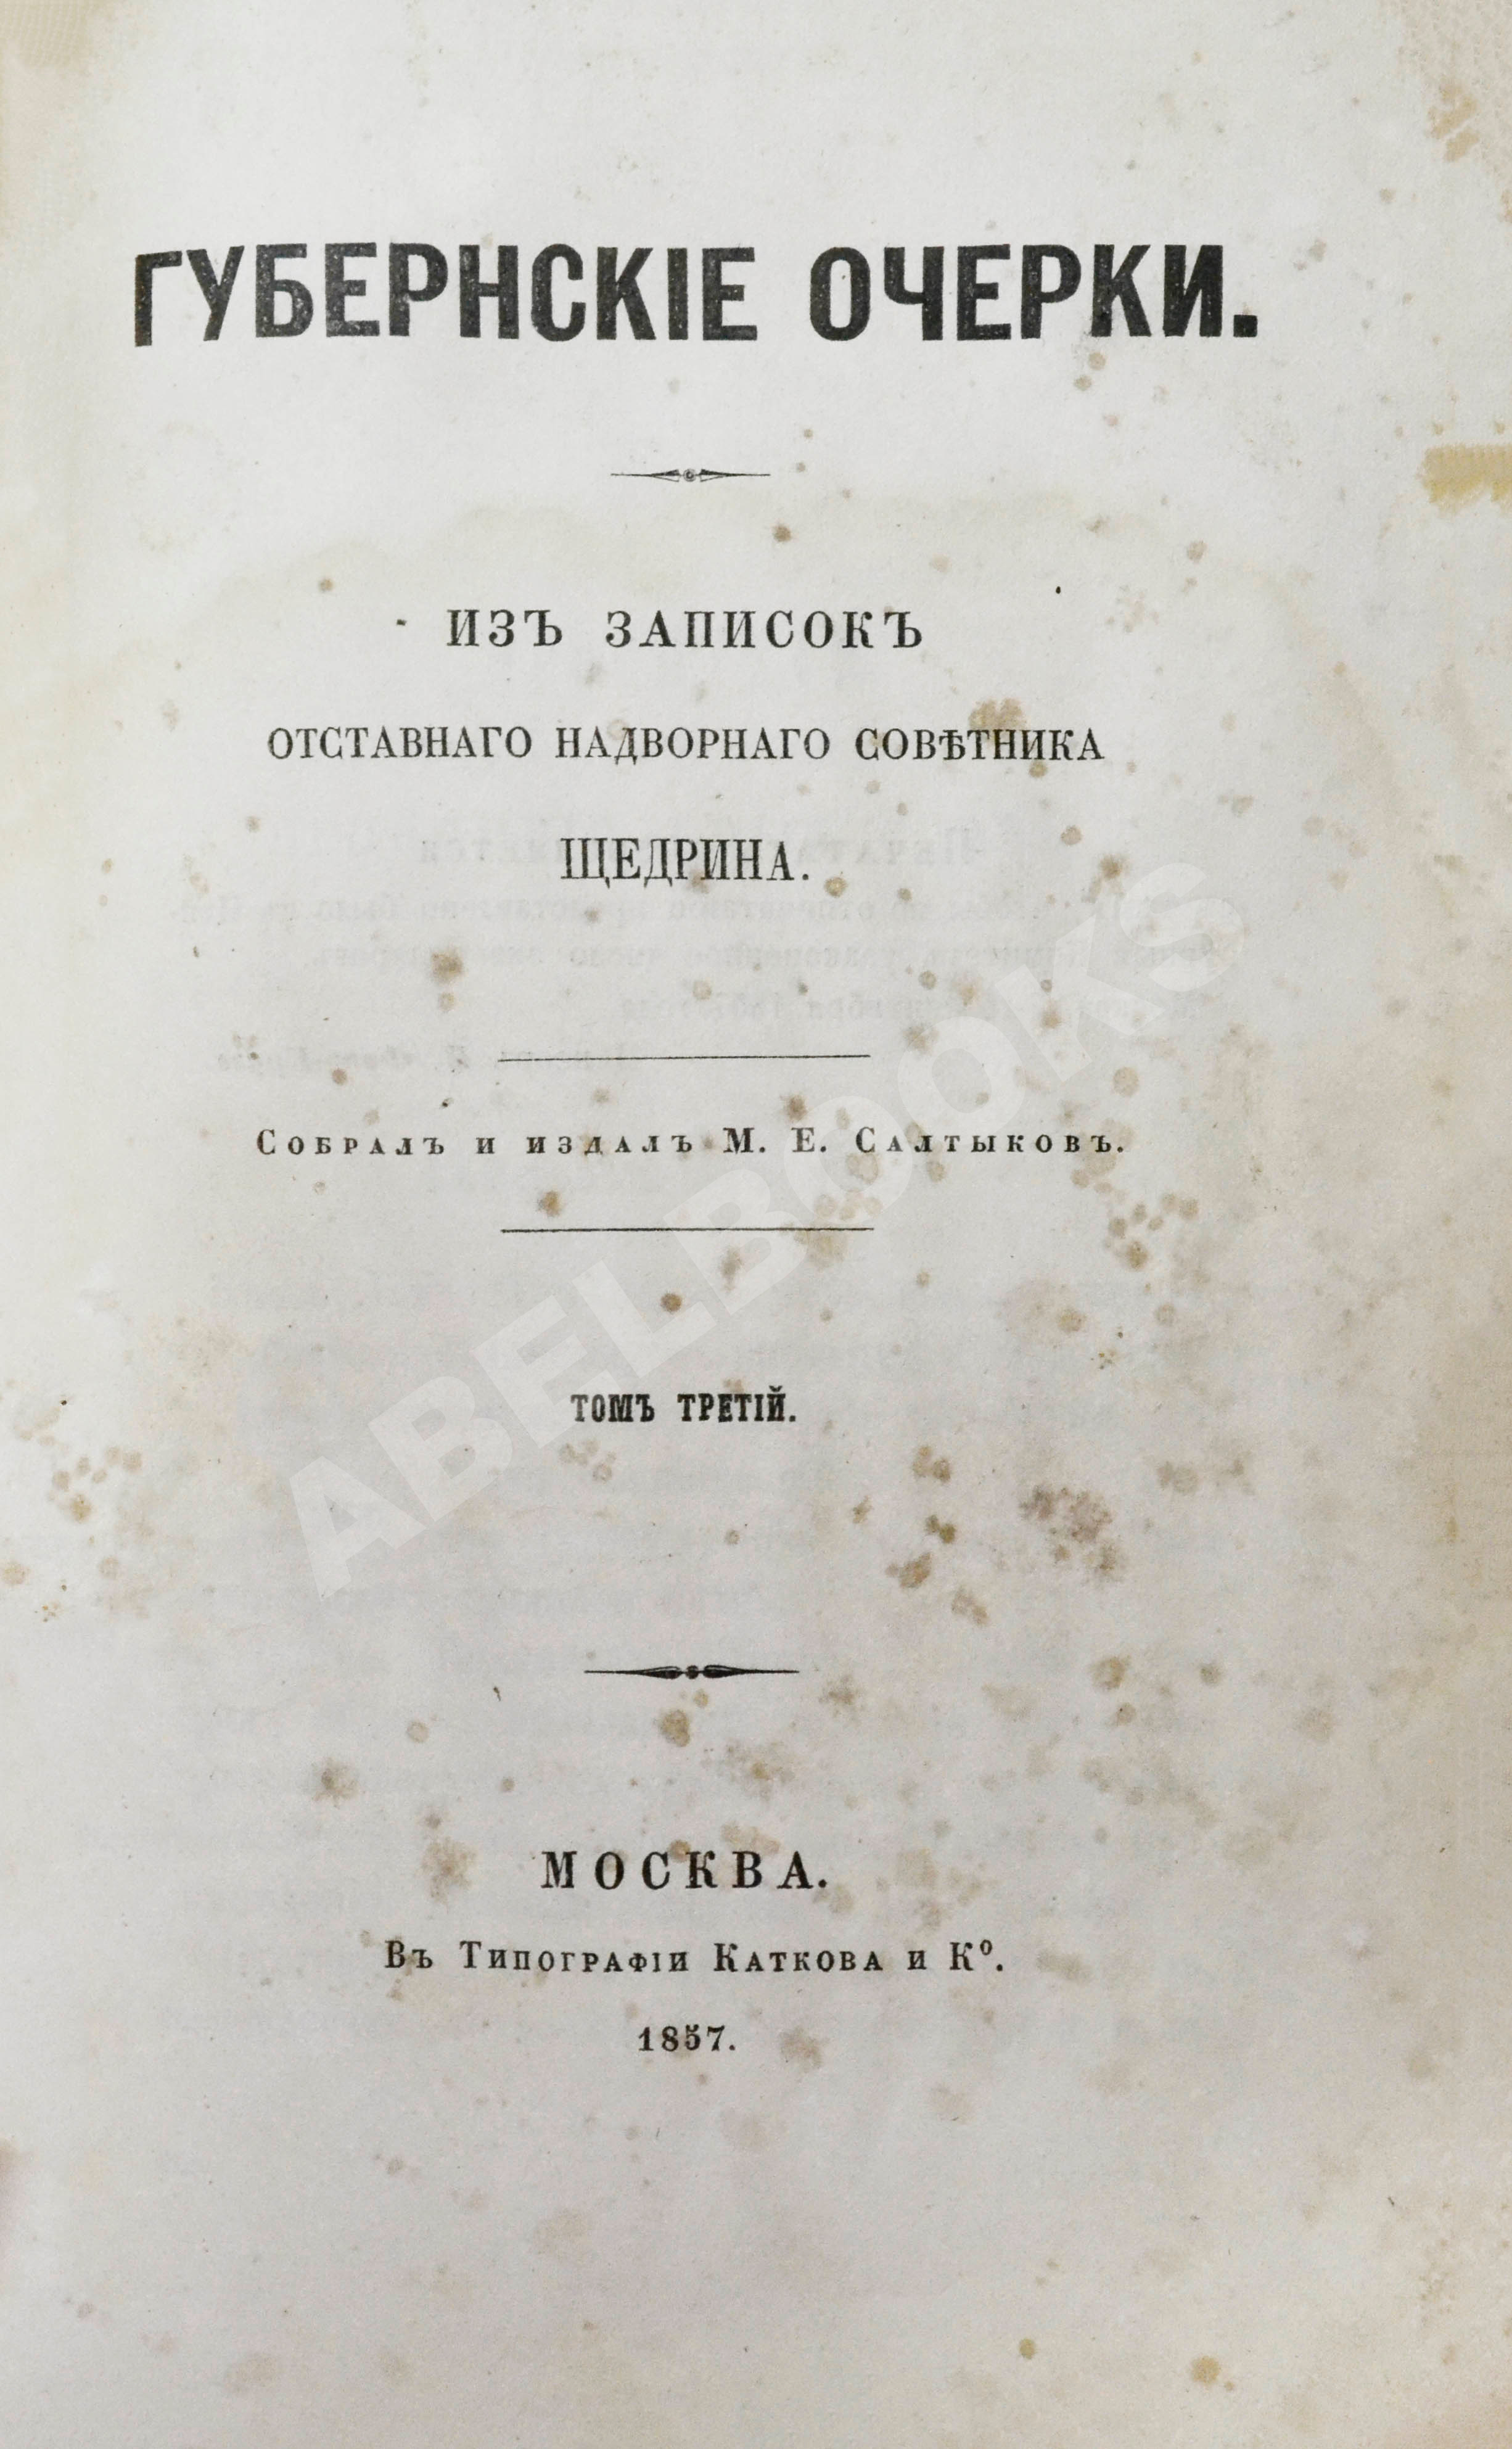 ГУБЕРНСКІЕ ОЧЕРКИ.
ИЗЪ ЗАПИСОКЪ
ОТСТАВНАГО НАДВОРНАГО СОВѢТНИКА
ЩЕДРИНА.
СОБРАЛЪ И ИЗДАЛЪ М. Е. САЛТЫКОВЪ.
ТОМЪ ТРЕТІЙ.
МОСКВА.
ВЪ ТИПОГРАФІИ КАТКОВА И Кº.
1857.
ABELBOOKS